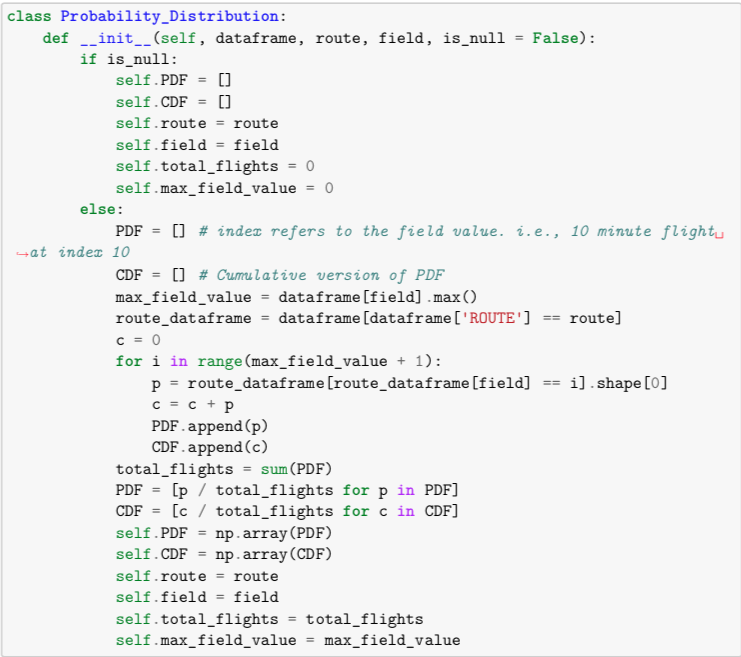 class Probability_Distribution:
    def __init__(self, dataframe, route, field, is_null = False):
        if is_null:
            self.PDF = []
            self.CDF = []
            self.route = route
            self.field = field
            self.total_flights = 0
            self.max_field_value = 0
        else:
            PDF = [] # index refers to the field value. i.e., 10 minute flight␣
↪at index 10
            CDF = [] # Cumulative version of PDF
            max_field_value = dataframe[field].max()
            route_dataframe = dataframe[dataframe['ROUTE'] == route]
            c = 0
            for i in range(max_field_value + 1):
                p = route_dataframe[route_dataframe[field] == i].shape[0]
                c = c + p
                PDF.append(p)
                CDF.append(c)
            total_flights = sum(PDF)
            PDF = [p / total_flights for p in PDF]
            CDF = [c / total_flights for c in CDF]
            self.PDF = np.array(PDF)
            self.CDF = np.array(CDF)
            self.route = route
            self.field = field
            self.total_flights = total_flights
            self.max_field_value = max_field_value